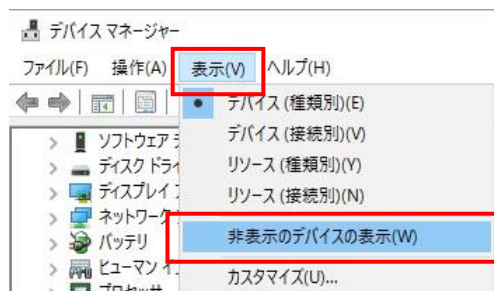 デバイス マネージャー
ファイル(F) 操作(A) 表示(V) ヘルプ(H)
デバイス (種類別)(E)
デバイス (接続別)(V)
リソース (種類別)(Y)
リソース (接続別)(N)
非表示のデバイスの表示(W)
カスタマイズ(U)...
ソフトウェア
ディスク
ディスプレイ
ネットワーク
バッテリ
ヒューマン